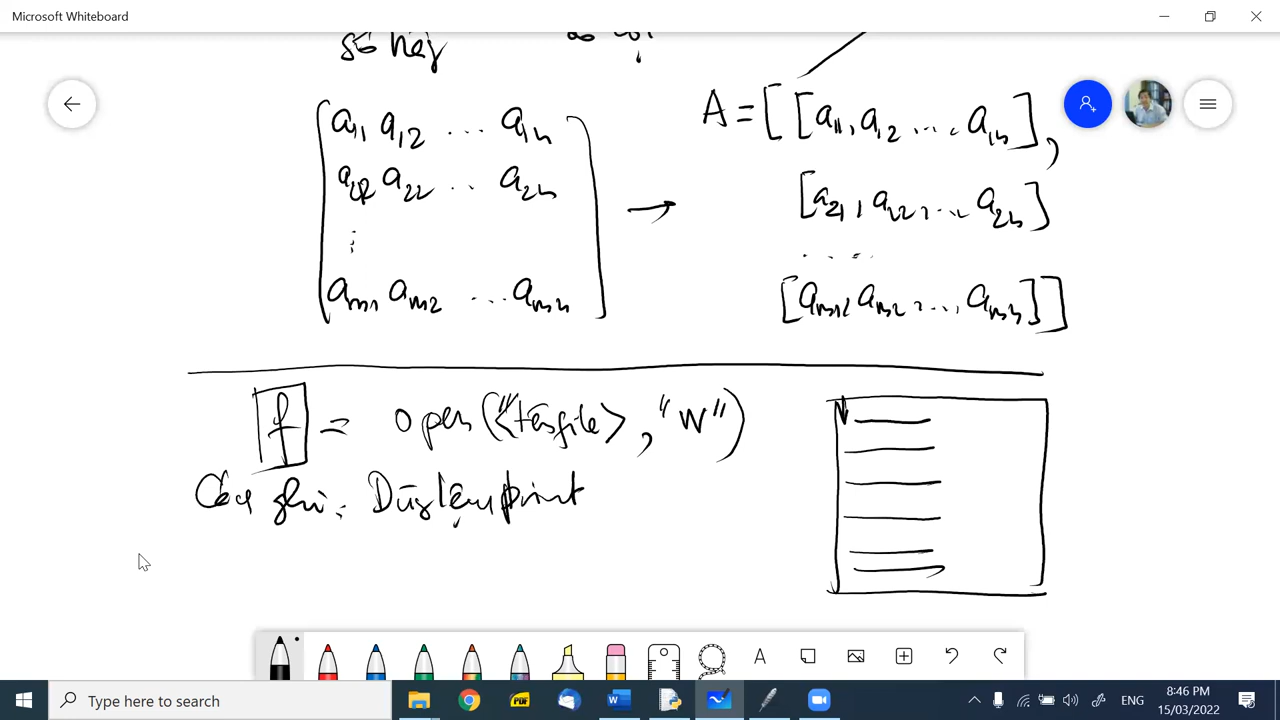 Microsoft Whiteboard
số này
a11 a12 ... a1n
a22 ... a2n
⋮
am1 am2 ... amn
→
A = [[a11, a12 ..., a1n],
[a21, a22, ..., a2n]
.....
[am1, am2, ..., amn]]
f = open("<tênfile>, "w")
Cách ghi: Dùng lệnh print
A
Type here to search
PDF
ENG
8:46 PM
15/03/2022